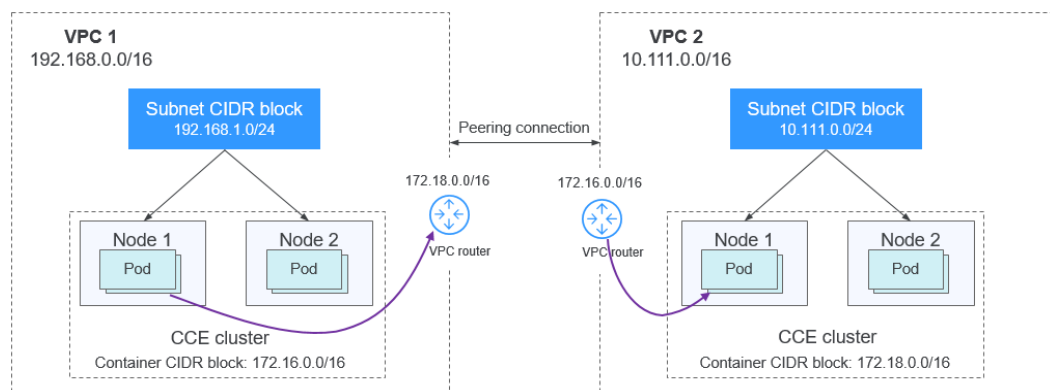 VPC 1
192.168.0.0/16
Subnet CIDR block
192.168.1.0/24
172.18.0.0/16
VPC router
Node 1
Pod
Node 2
Pod
CCE cluster
Container CIDR block: 172.16.0.0/16
Peering connection
VPC 2
10.111.0.0/16
Subnet CIDR block
10.111.0.0/24
172.16.0.0/16
VPC router
Node 1
Pod
Node 2
Pod
CCE cluster
Container CIDR block: 172.18.0.0/16